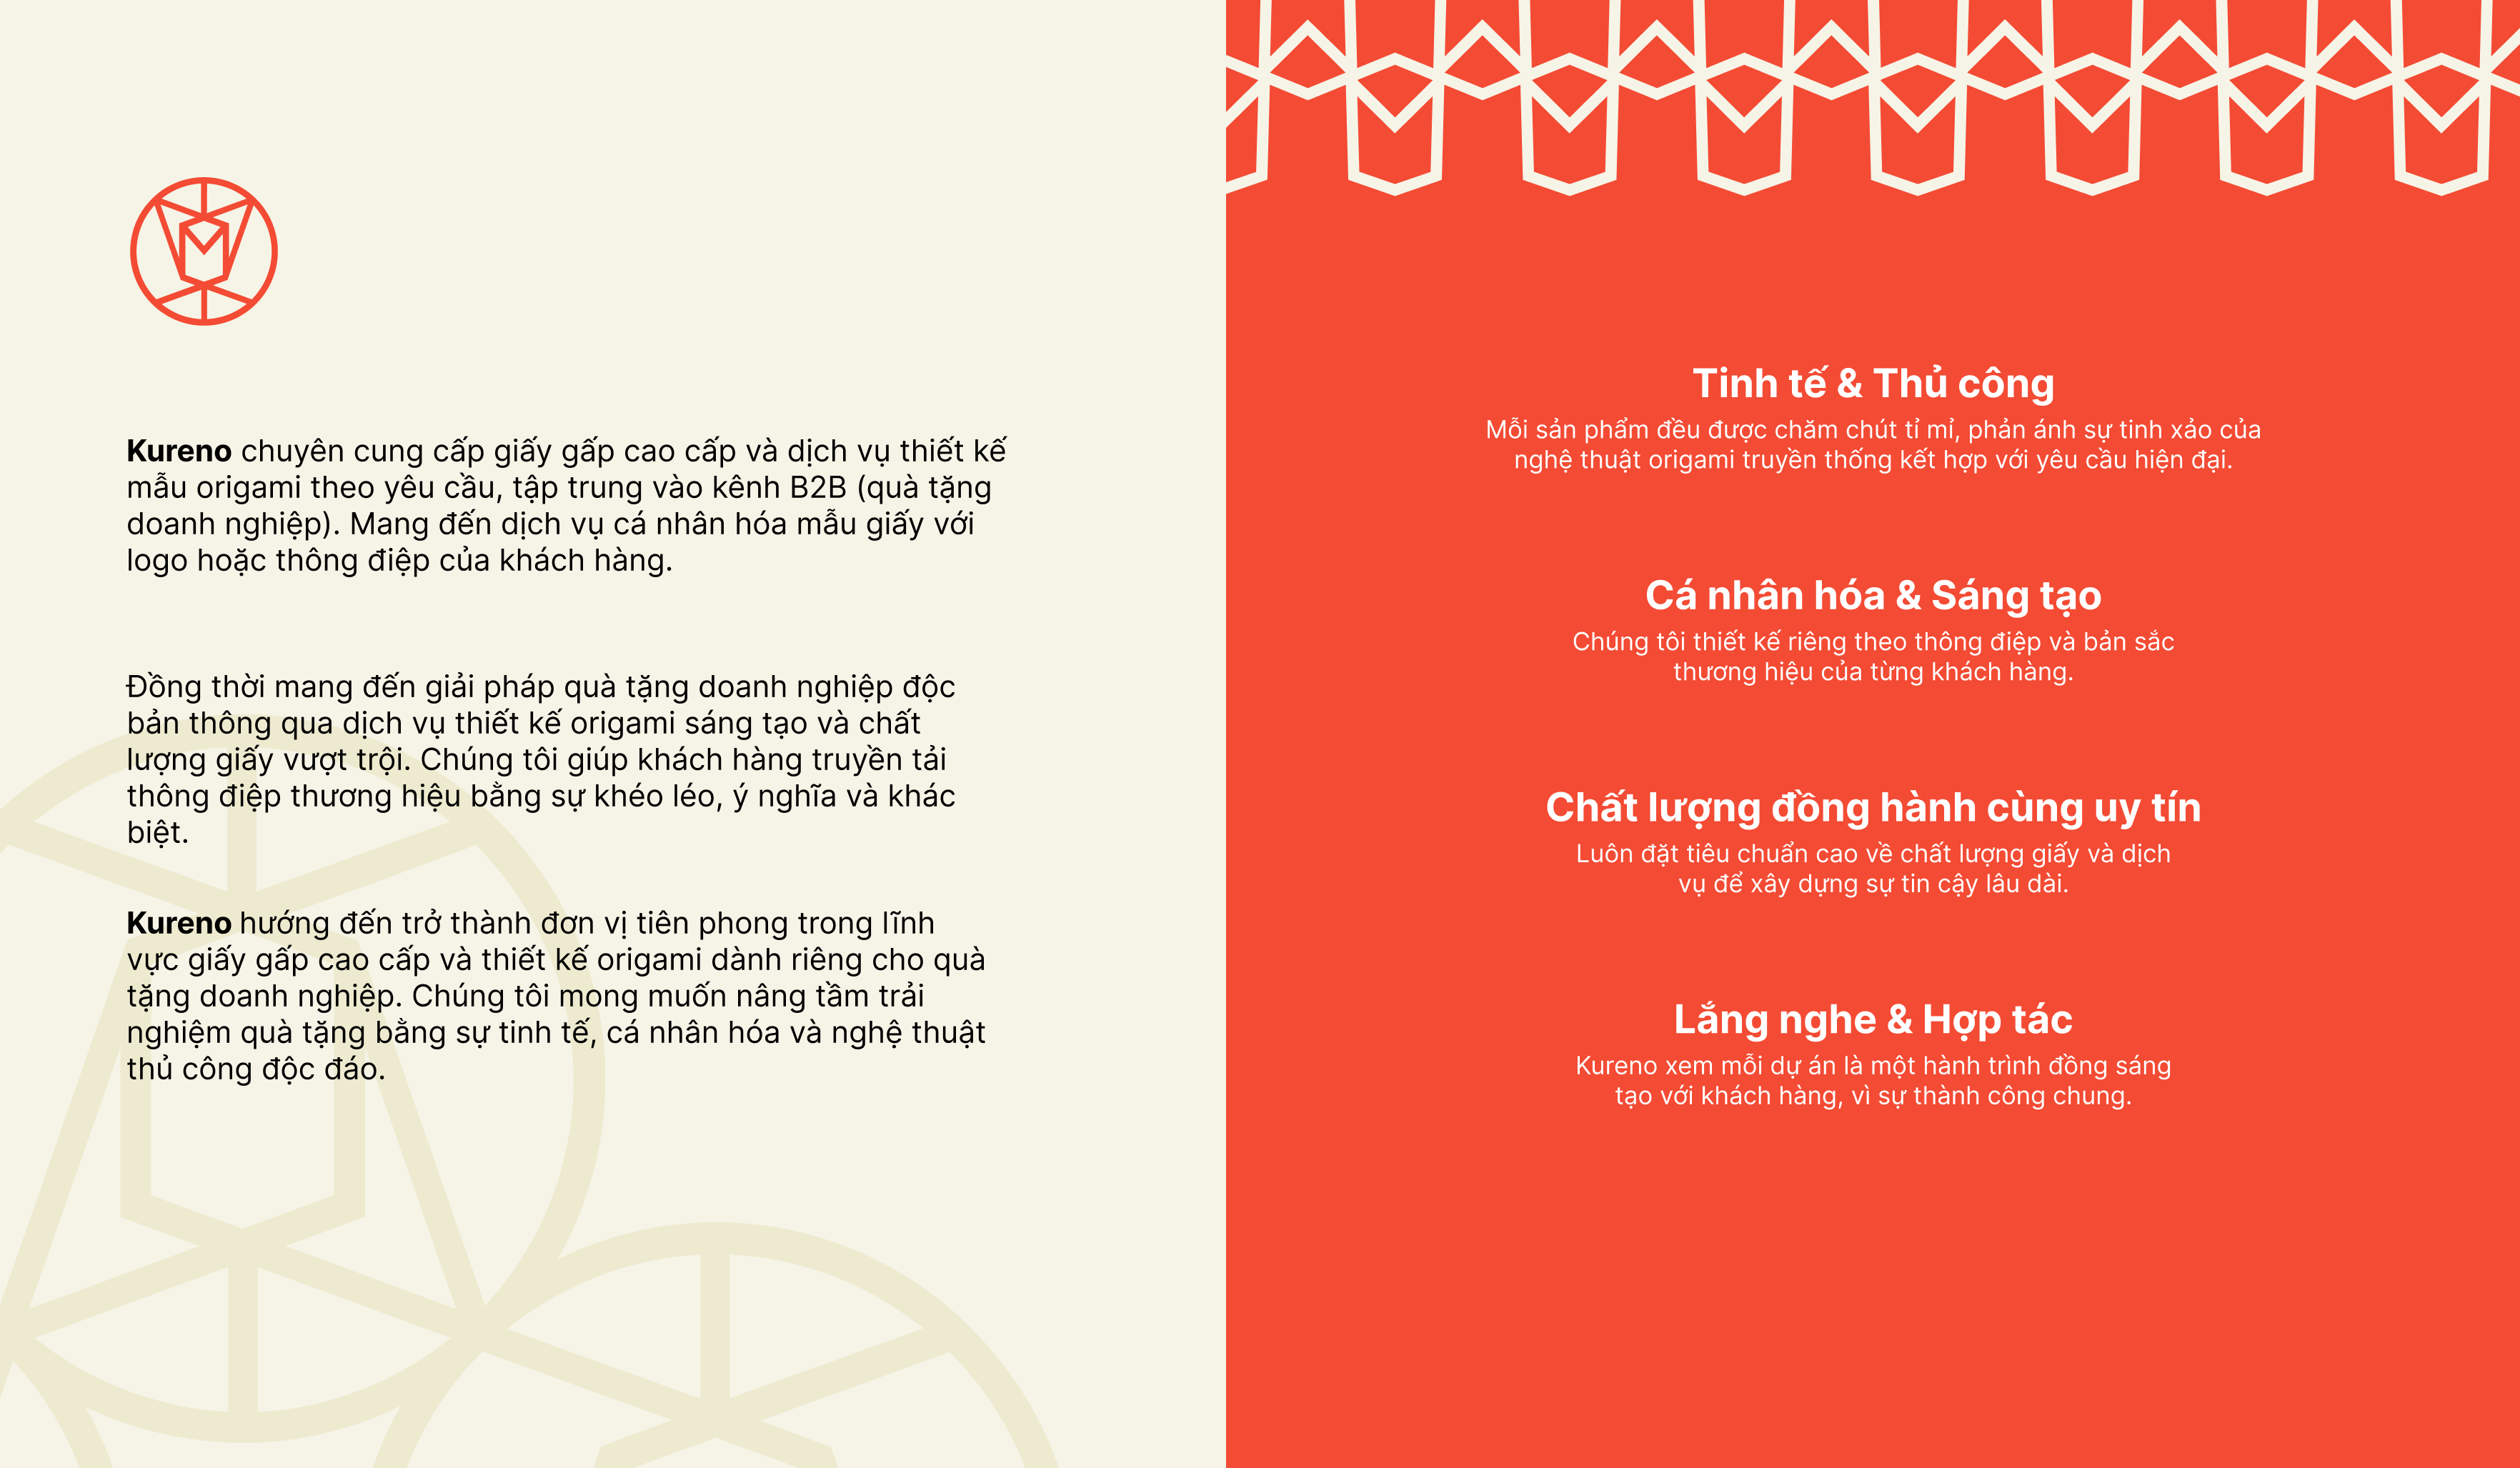 Kureno chuyên cung cấp giấy gấp cao cấp và dịch vụ thiết kế
mẫu origami theo yêu cầu, tập trung vào kênh B2B (quà tặng
doanh nghiệp). Mang đến dịch vụ cá nhân hóa mẫu giấy với
logo hoặc thông điệp của khách hàng.
Đồng thời mang đến giải pháp quà tặng doanh nghiệp độc
bản thông qua dịch vụ thiết kế origami sáng tạo và chất
lượng giấy vượt trội. Chúng tôi giúp khách hàng truyền tải
thông điệp thương hiệu bằng sự khéo léo, ý nghĩa và khác
biệt.
Kureno hướng đến trở thành đơn vị tiên phong trong lĩnh
vực giấy gấp cao cấp và thiết kế origami dành riêng cho quà
tặng doanh nghiệp. Chúng tôi mong muốn nâng tầm trải
nghiệm quà tặng bằng sự tinh tế, cá nhân hóa và nghệ thuật
thủ công độc đáo.
Tinh tế & Thủ công
Mỗi sản phẩm đều được chăm chút tỉ mỉ, phản ánh sự tinh xảo của
nghệ thuật origami truyền thống kết hợp với yêu cầu hiện đại.
Cá nhân hóa & Sáng tạo
Chúng tôi thiết kế riêng theo thông điệp và bản sắc
thương hiệu của từng khách hàng.
Chất lượng đồng hành cùng uy tín
Luôn đặt tiêu chuẩn cao về chất lượng giấy và dịch
vụ để xây dựng sự tin cậy lâu dài.
Lắng nghe & Hợp tác
Kureno xem mỗi dự án là một hành trình đồng sáng
tạo với khách hàng, vì sự thành công chung.